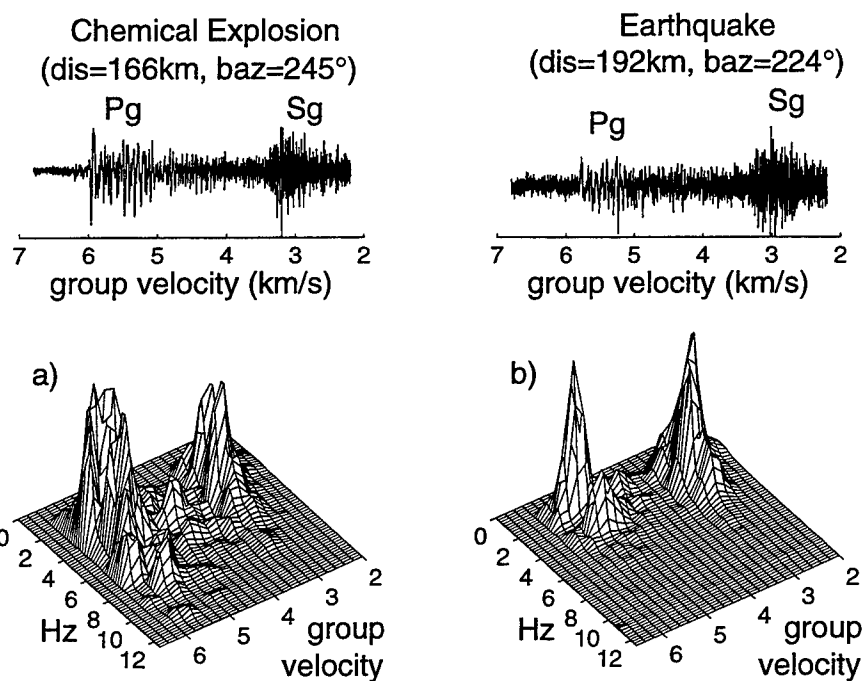 Chemical Explosion
(dis=166km, baz=245°)
Pg Sg
7 6 5 4 3 2
group velocity (km/s)
Earthquake
(dis=192km, baz=224°)
Pg Sg
7 6 5 4 3 2
group velocity (km/s)
a)
0 2 4 6 8 10 12
Hz
6 5 4 3 2
group
velocity
b)
0 2 4 6 8 10 12
Hz
6 5 4 3 2
group
velocity